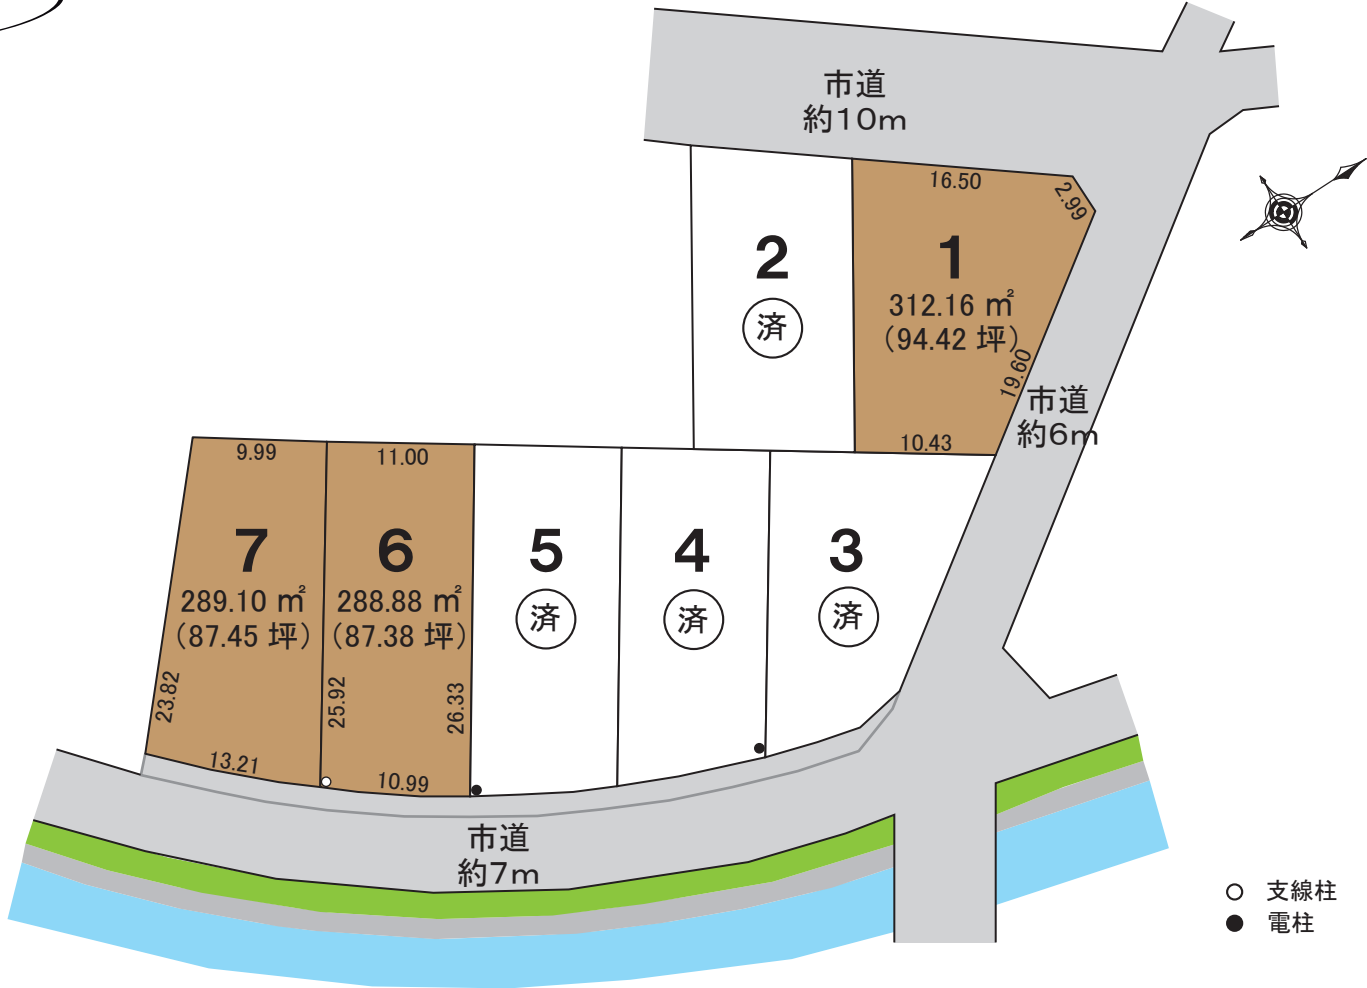 市道
約10m
16.50
2.99
2
済
1
312.16 ㎡
（94.42 坪）
19.60
10.43
市道
約6m
9.99
7
289.10 ㎡
（87.45 坪）
23.82
13.21
11.00
6
288.88 ㎡
（87.38 坪）
25.92
26.33
10.99
5
済
4
済
3
済
市道
約7m
○ 支線柱
● 電柱